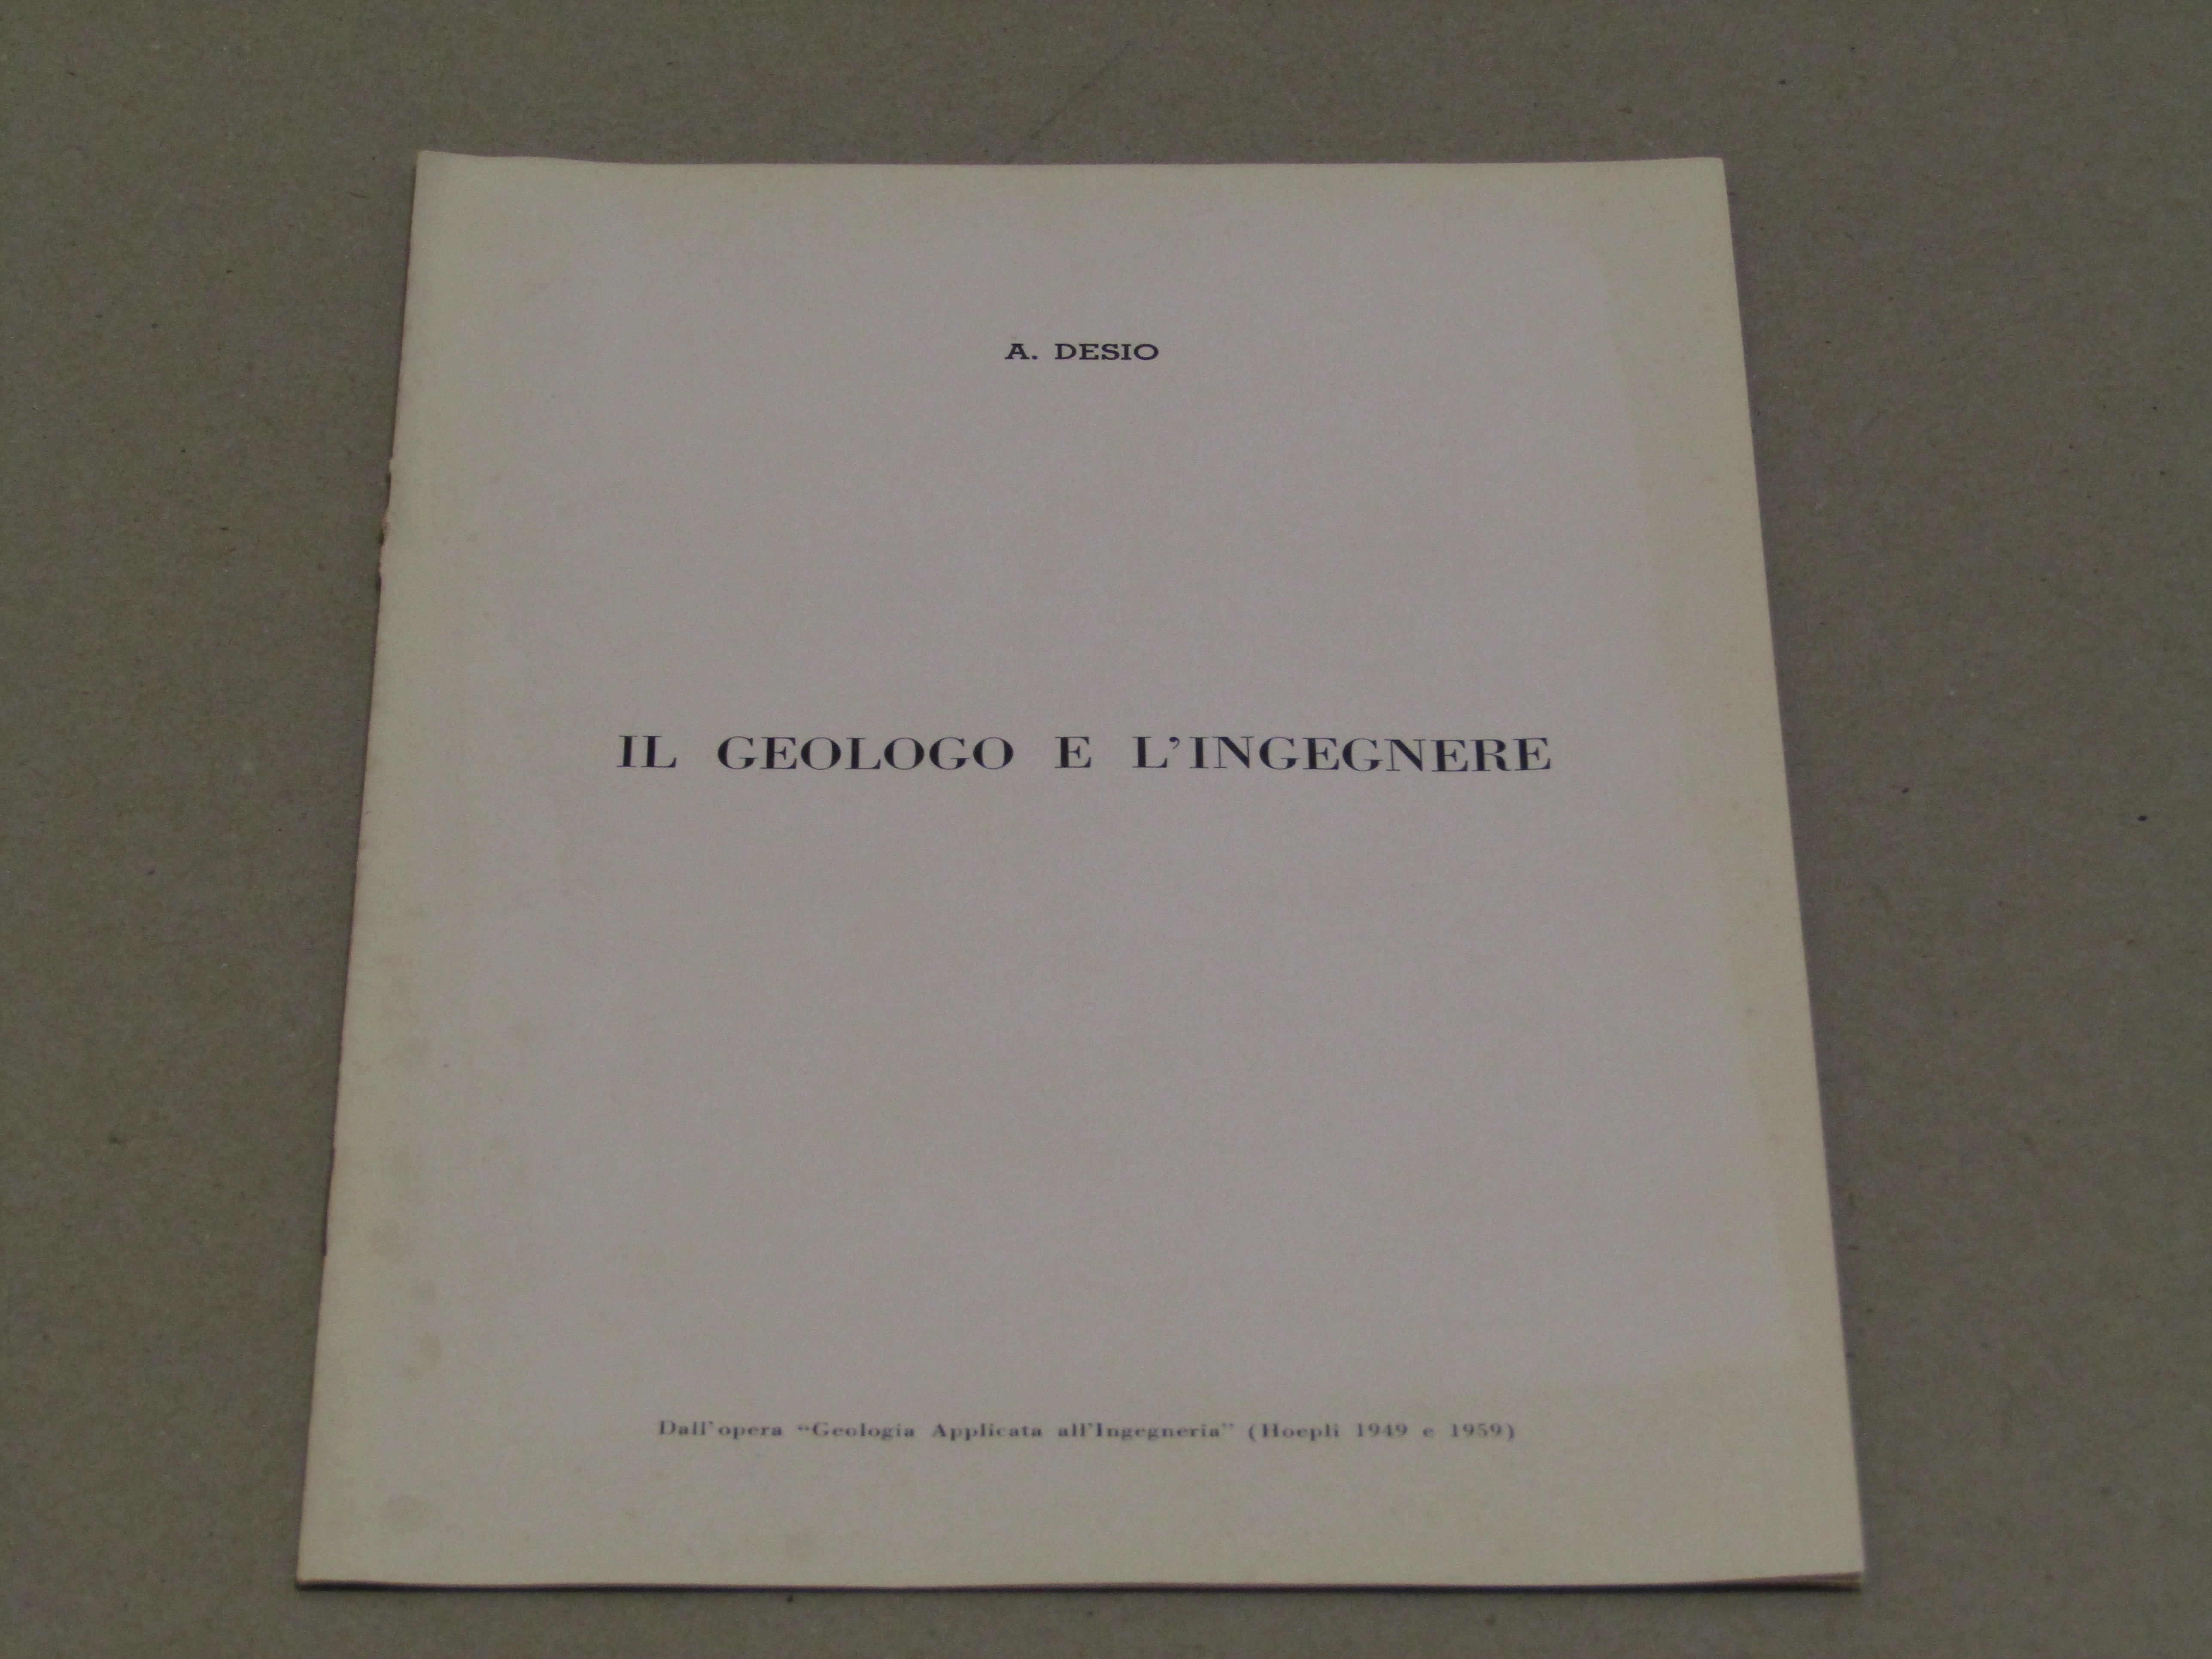 A. DESIO
IL GEOLOGO E L'INGEGNERE
Dall'opera "Geologia Applicata all'Ingegneria" (Hoepli 1949 e 1959)